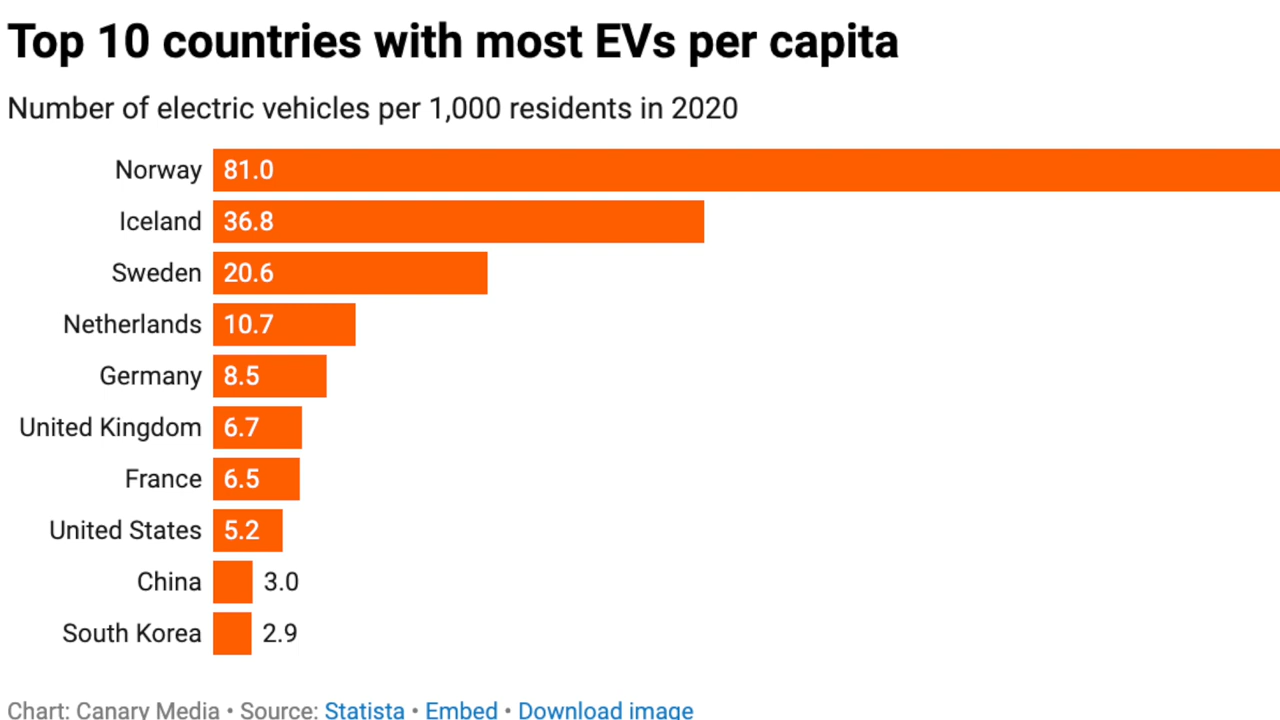 Top 10 countries with most EVs per capita
Number of electric vehicles per 1,000 residents in 2020
Norway 81.0
Iceland 36.8
Sweden 20.6
Netherlands 10.7
Germany 8.5
United Kingdom 6.7
France 6.5
United States 5.2
China 3.0
South Korea 2.9
Chart: Canary Media • Source: Statista • Embed • Download image